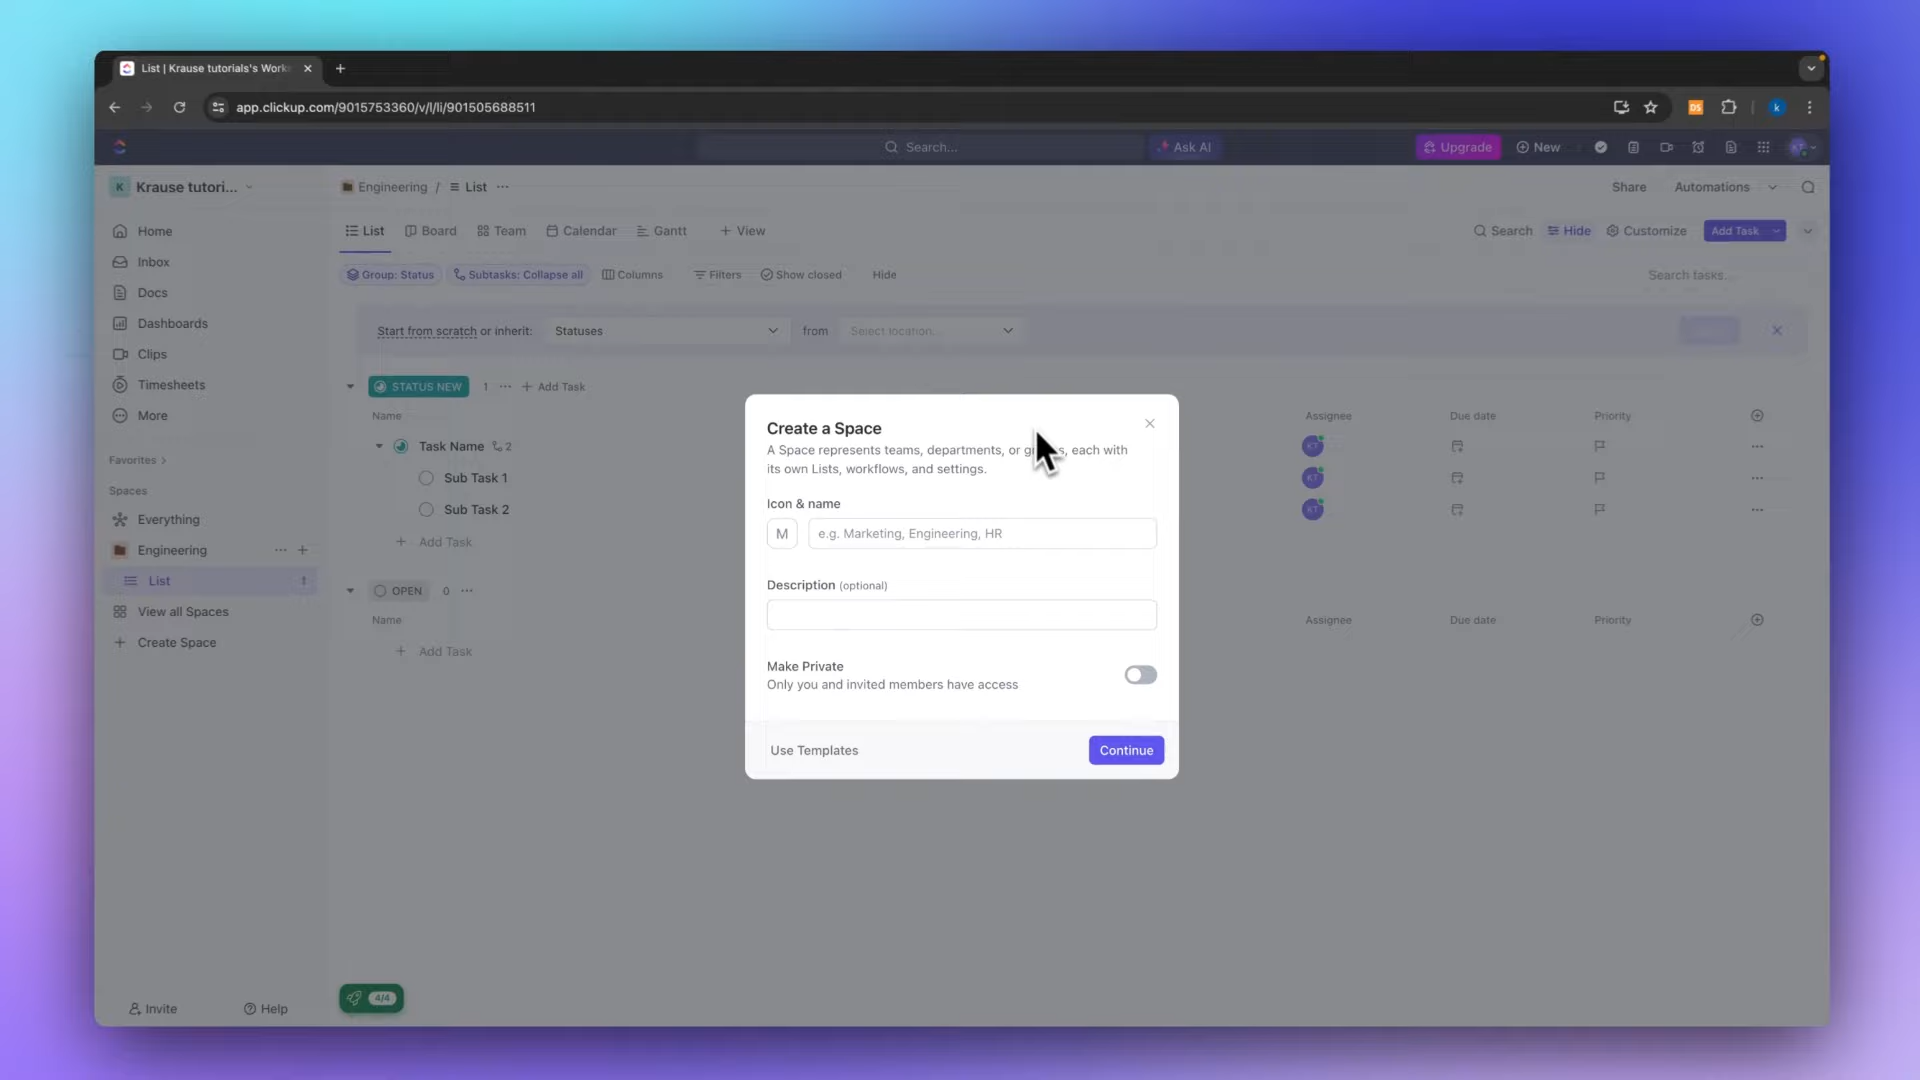 List | Krause tutorials's Work
app.clickup.com/9015753360/v/l/li/901505688511
DS
k
Search...
Ask AI
Upgrade
New
KT
K Krause tutori...
Engineering / List
Share
Automations
Home
Inbox
Docs
Dashboards
Clips
Timesheets
More
Favorites
Spaces
Everything
Engineering
List
View all Spaces
Create Space
Invite
Help
List
Board
Team
Calendar
Gantt
+ View
Search
Hide
Customize
Add Task
Group: Status
Subtasks: Collapse all
Columns
Filters
Show closed
Hide
Search tasks...
Start from scratch or inherit:
Statuses
from
Select location...
STATUS NEW 1 ... + Add Task
Name
Assignee
Due date
Priority
Task Name 2
KT
Sub Task 1
KT
Sub Task 2
KT
+ Add Task
OPEN 0 ...
Name
Assignee
Due date
Priority
+ Add Task
4/4
Create a Space
A Space represents teams, departments, or each with
its own Lists, workflows, and settings.
Icon & name
M
e.g. Marketing, Engineering, HR
Description (optional)
Make Private
Only you and invited members have access
Use Templates
Continue